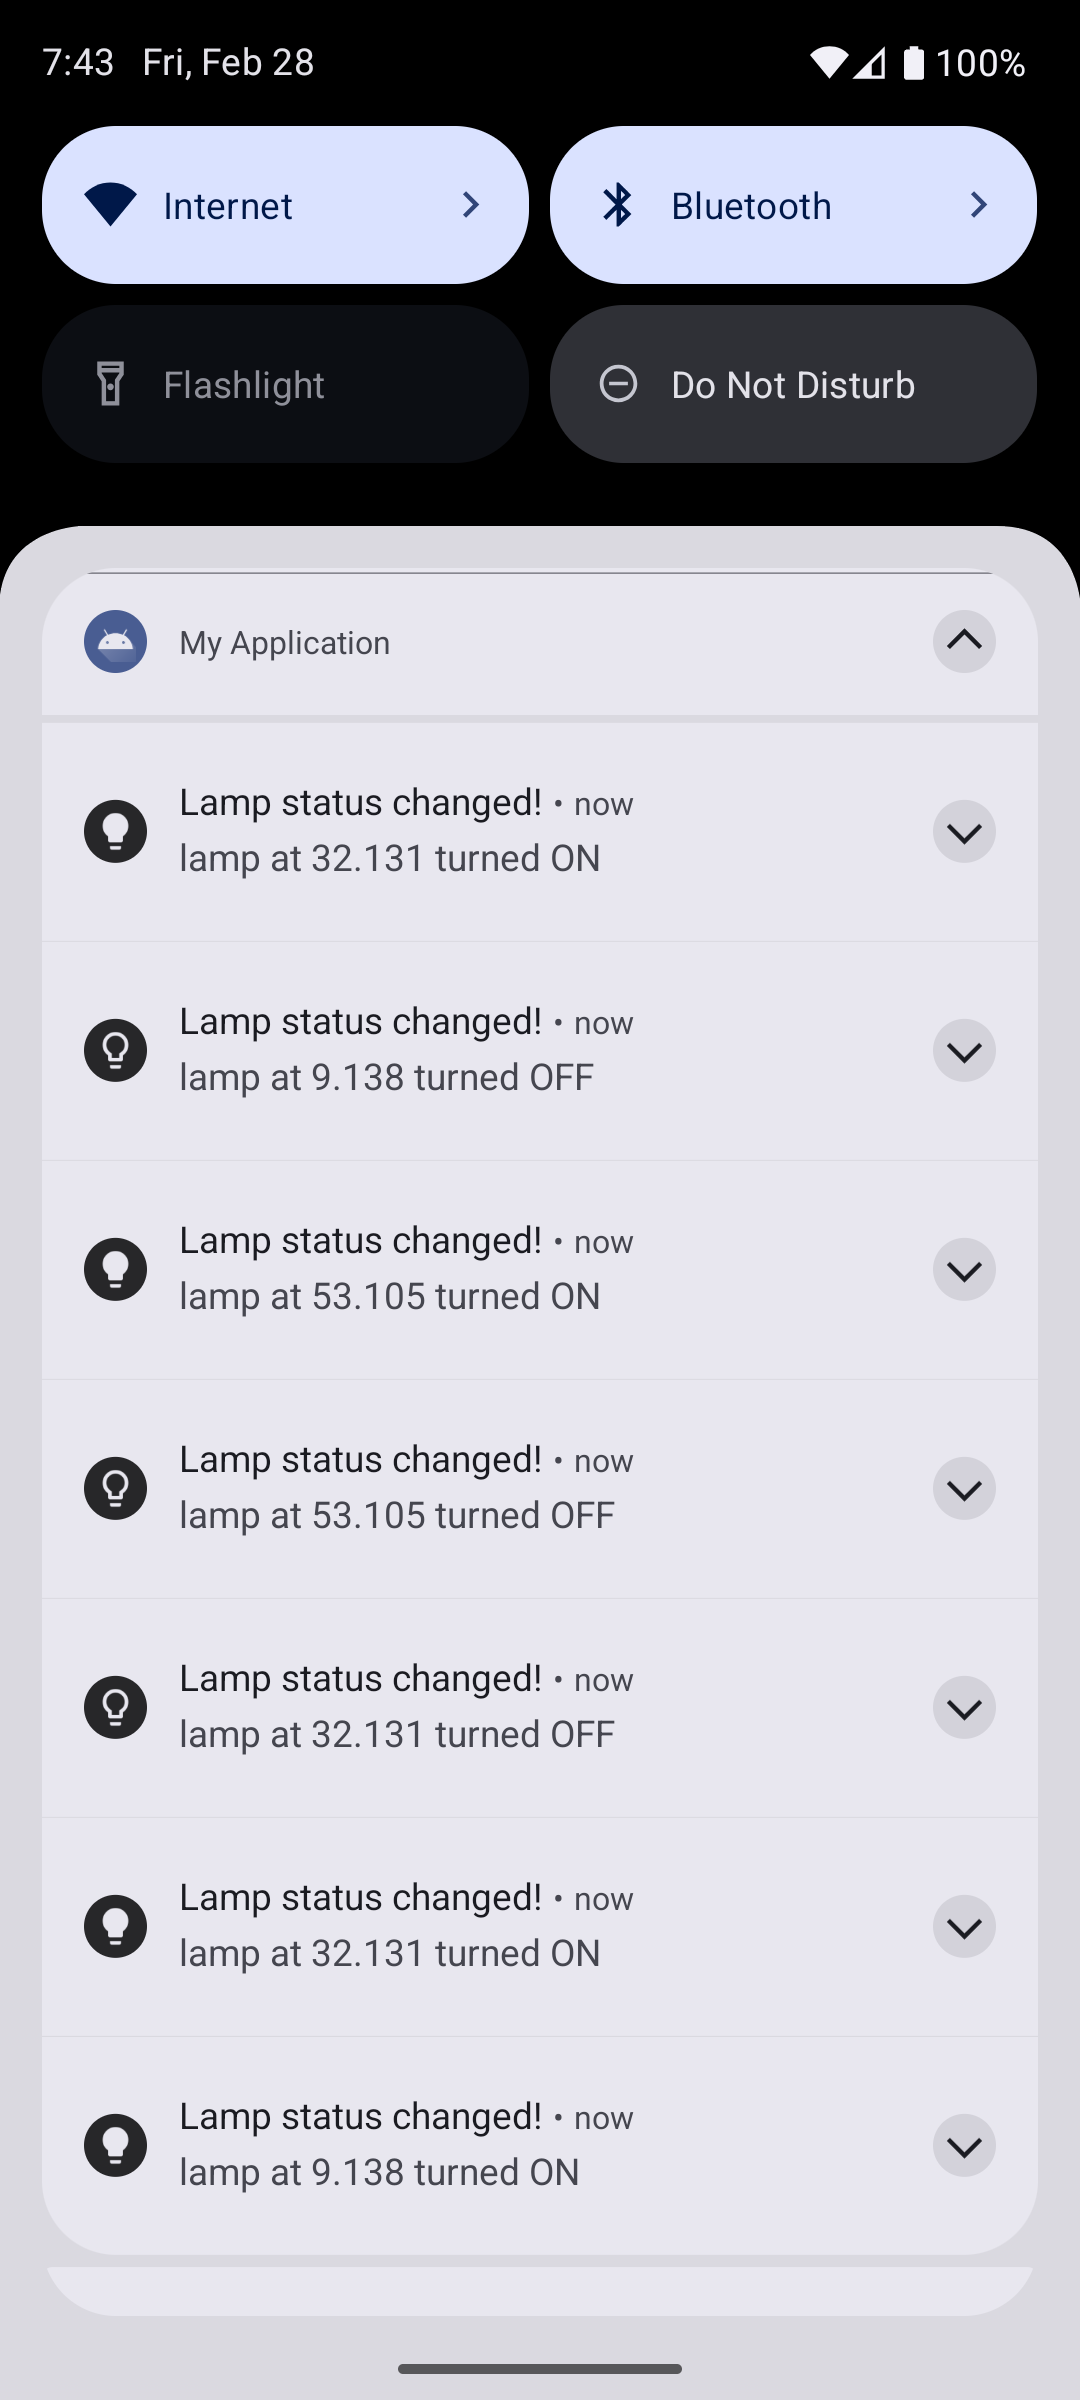 7:43 Fri, Feb 28 100%
Internet Bluetooth
Flashlight Do Not Disturb
My Application
Lamp status changed! • now
lamp at 32.131 turned ON
Lamp status changed! • now
lamp at 9.138 turned OFF
Lamp status changed! • now
lamp at 53.105 turned ON
Lamp status changed! • now
lamp at 53.105 turned OFF
Lamp status changed! • now
lamp at 32.131 turned OFF
Lamp status changed! • now
lamp at 32.131 turned ON
Lamp status changed! • now
lamp at 9.138 turned ON